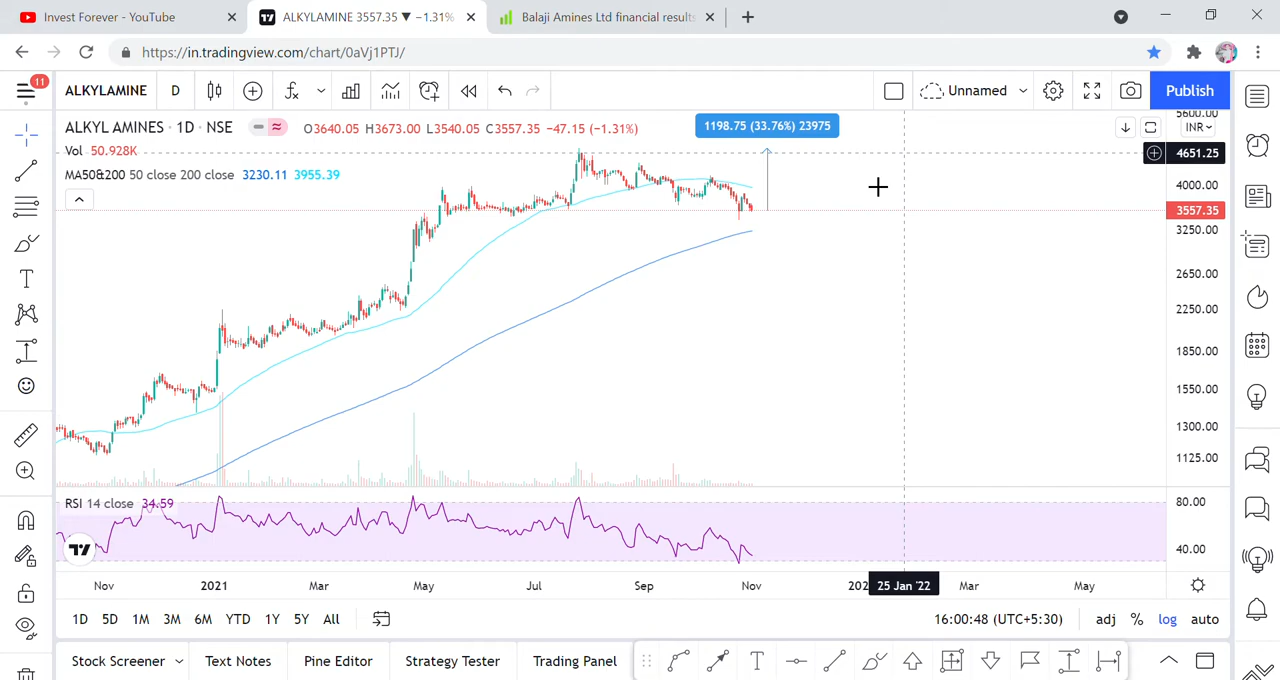 Invest Forever - YouTube
ALKYLAMINE 3557.35 ▼ −1.31%
Balaji Amines Ltd financial results
https://in.tradingview.com/chart/0aVj1PTJ/
11
ALKYLAMINE D
Unnamed
Publish
ALKYL AMINES · 1D · NSE
O3640.05 H3673.00 L3540.05 C3557.35 −47.15 (−1.31%)
1198.75 (33.76%) 23975
Vol 50.928K
MA50&200 50 close 200 close 3230.11 3955.39
5600.00
INR
4651.25
4000.00
3557.35
3250.00
2650.00
2250.00
1850.00
1550.00
1300.00
1125.00
RSI 14 close 34.59
80.00
40.00
Nov 2021 Mar May Jul Sep Nov 202 25 Jan '22 Mar May
1D 5D 1M 3M 6M YTD 1Y 5Y All
16:00:48 (UTC+5:30) adj % log auto
Stock Screener Text Notes Pine Editor Strategy Tester Trading Panel